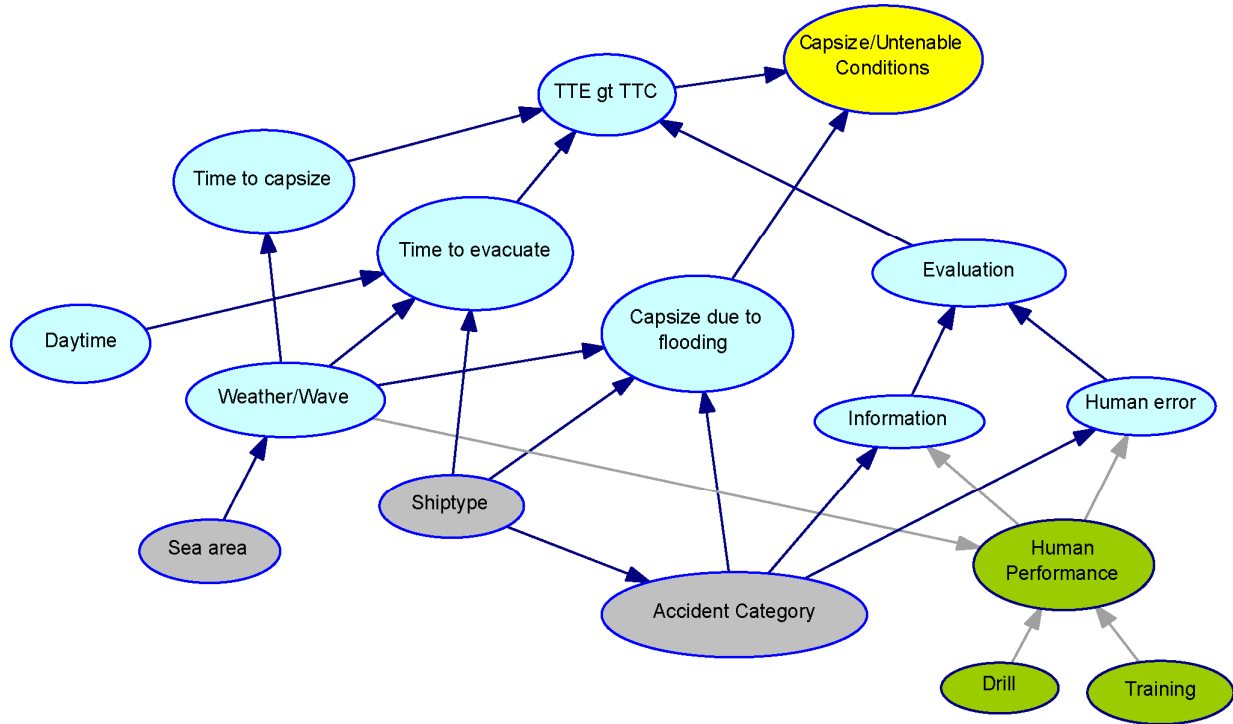 Capsize/Untenable
Conditions
TTE gt TTC
Time to capsize
Time to evacuate
Evaluation
Capsize due to
flooding
Daytime
Weather/Wave
Information
Human error
Shiptype
Sea area
Human
Performance
Accident Category
Drill
Training